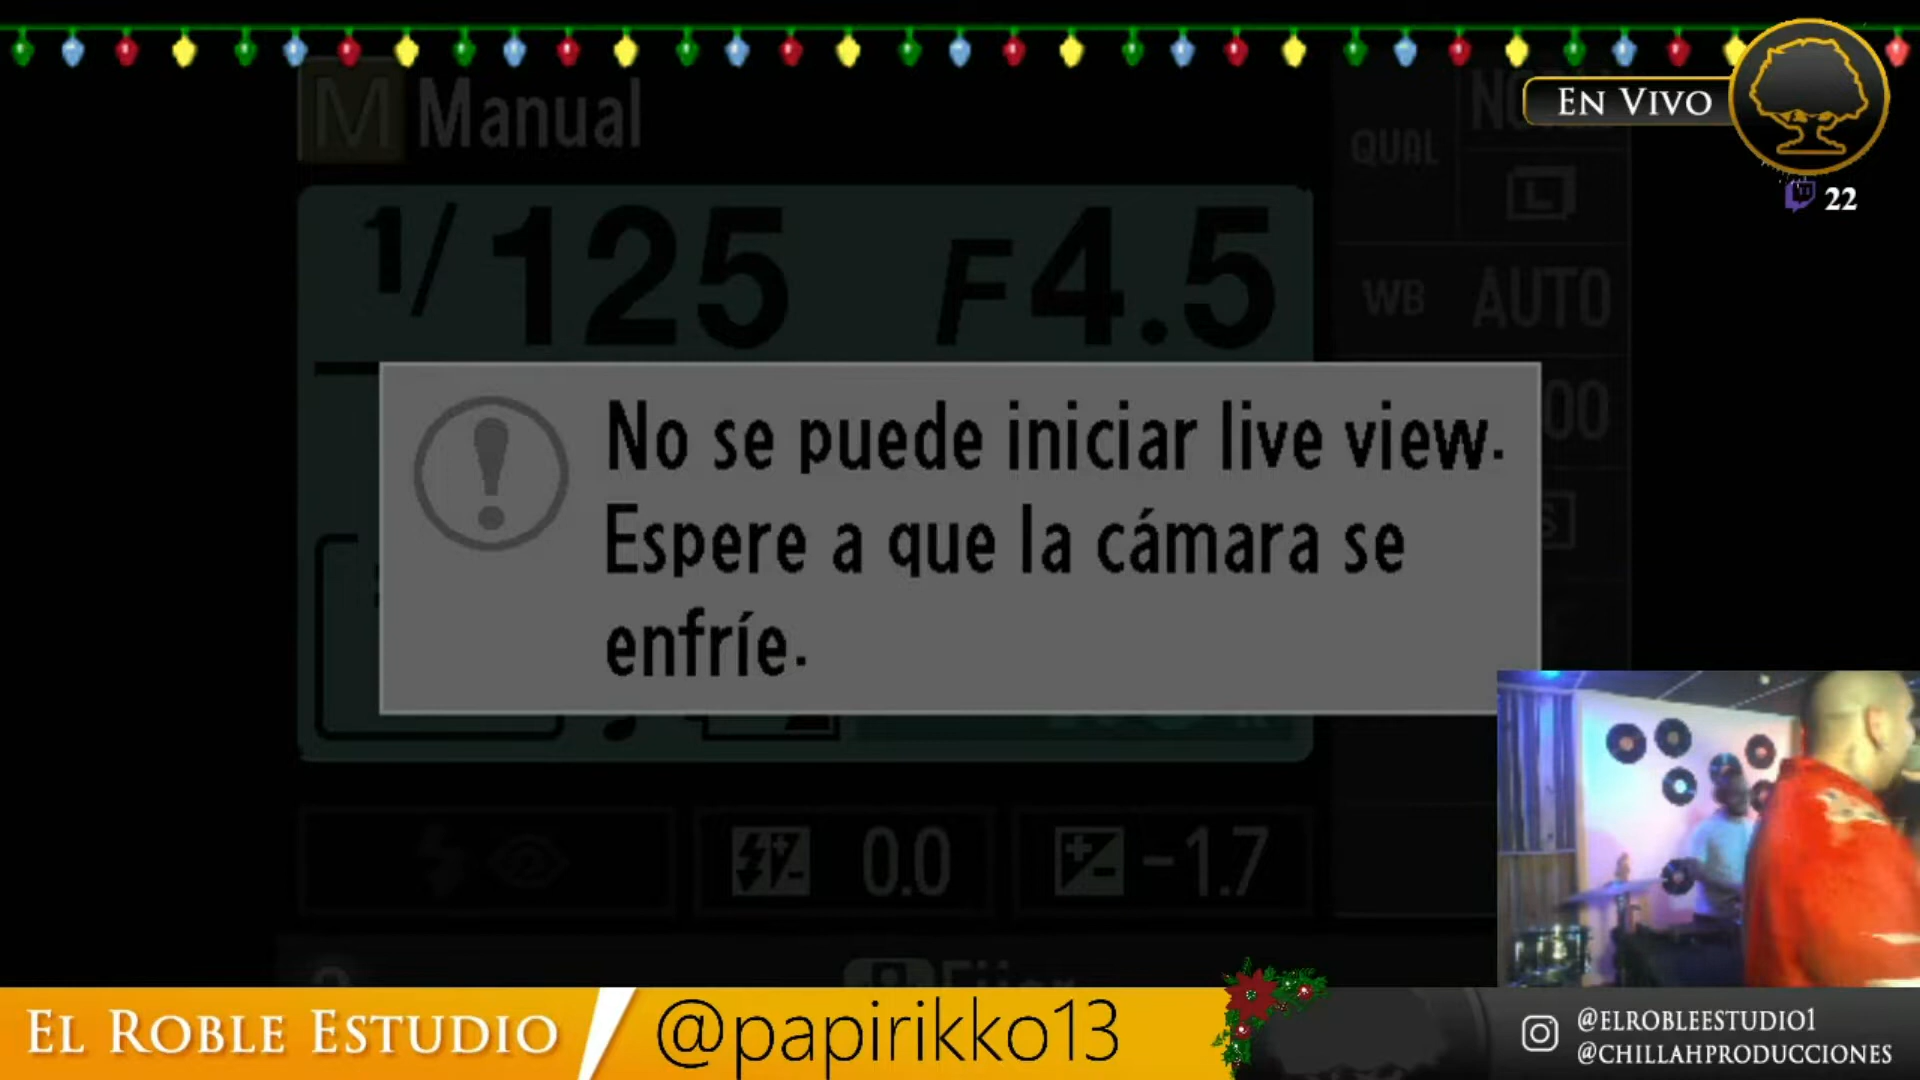 En Vivo
22
M Manual
QUAL
L
1/125 F4.5
WB AUTO
No se puede iniciar live view.
Espere a que la cámara se
enfríe.
00
S
0.0
-1.7
El Roble Estudio
@papirikko13
@elrobleestudio1
@chillahproducciones